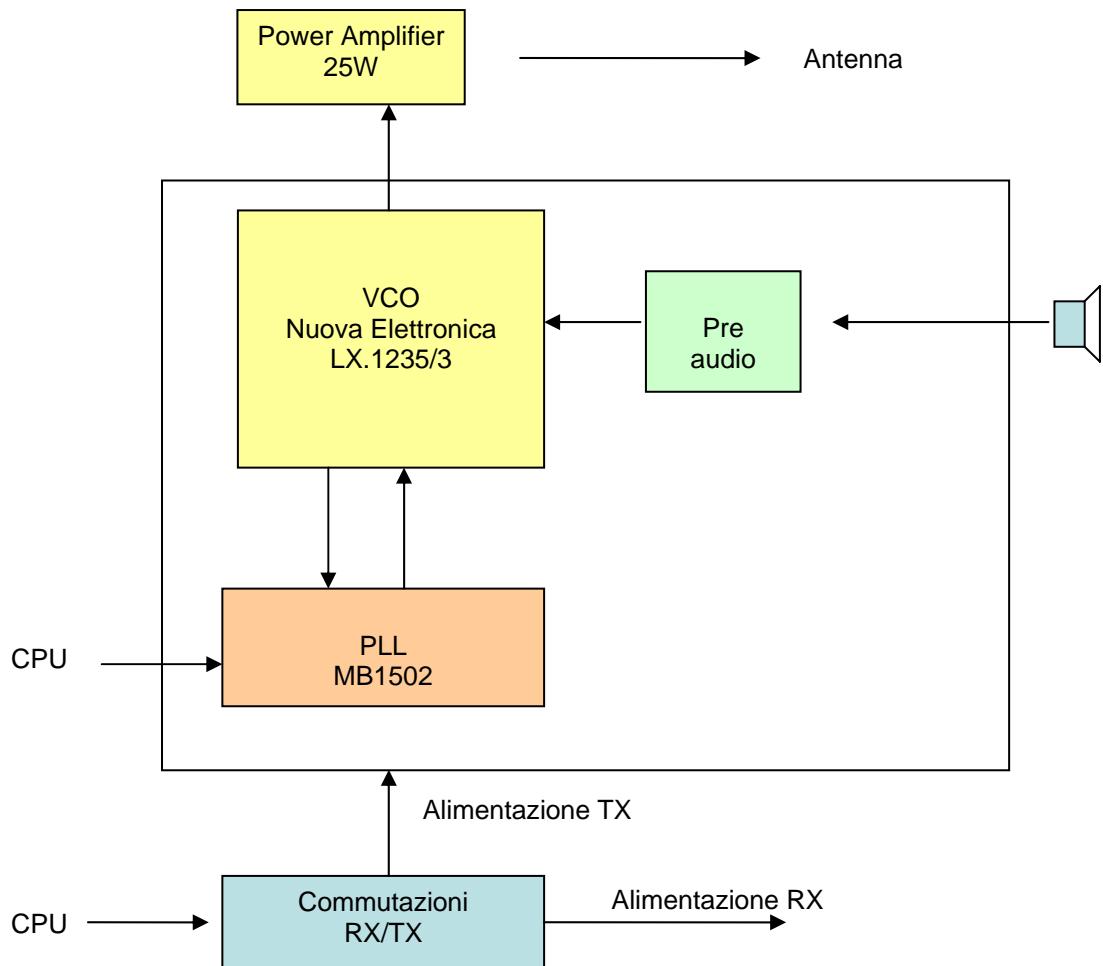 Power Amplifier
25W
Antenna
VCO
Nuova Elettronica
LX.1235/3
Pre
audio
PLL
MB1502
CPU
Alimentazione TX
Commutazioni
RX/TX
Alimentazione RX
CPU